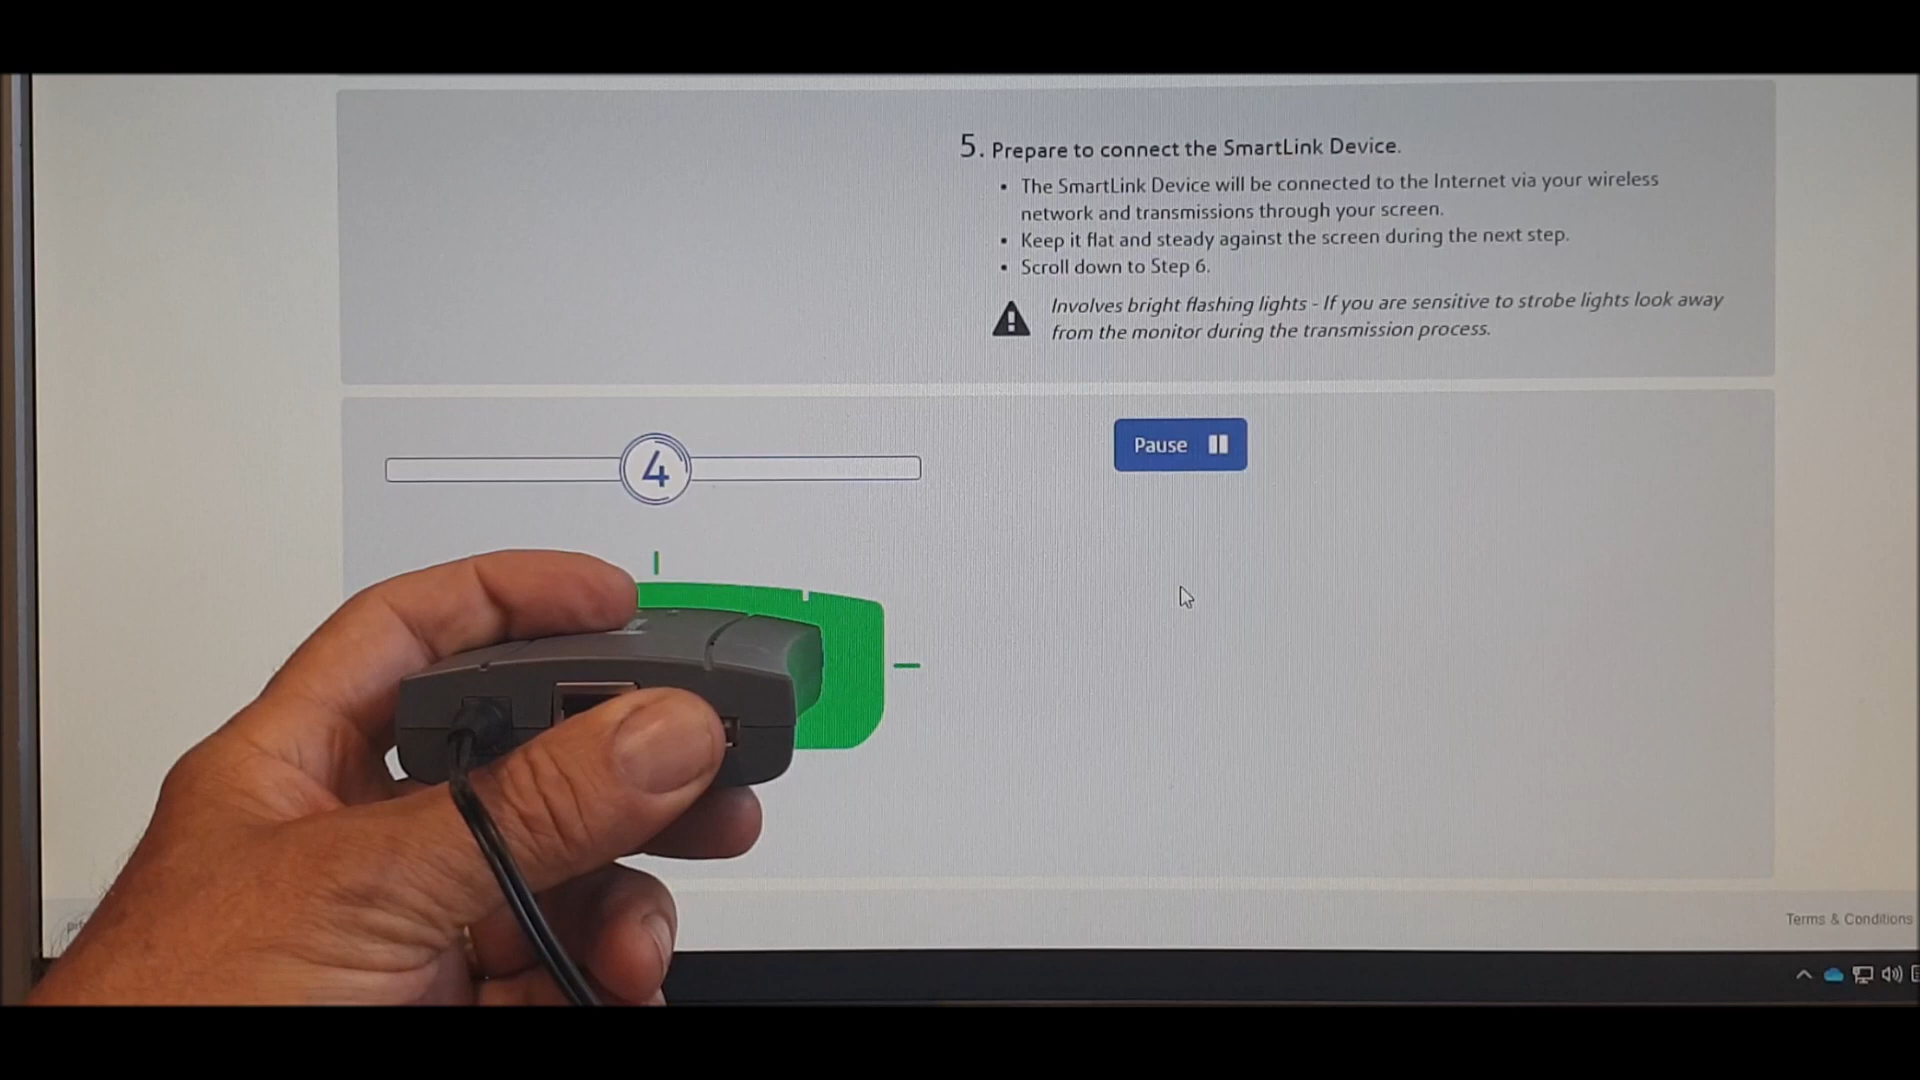 5. Prepare to connect the SmartLink Device.
• The SmartLink Device will be connected to the Internet via your wireless
network and transmissions through your screen.
• Keep it flat and steady against the screen during the next step.
• Scroll down to Step 6.
Involves bright flashing lights - If you are sensitive to strobe lights look away
from the monitor during the transmission process.
4
Pause
Terms & Conditions